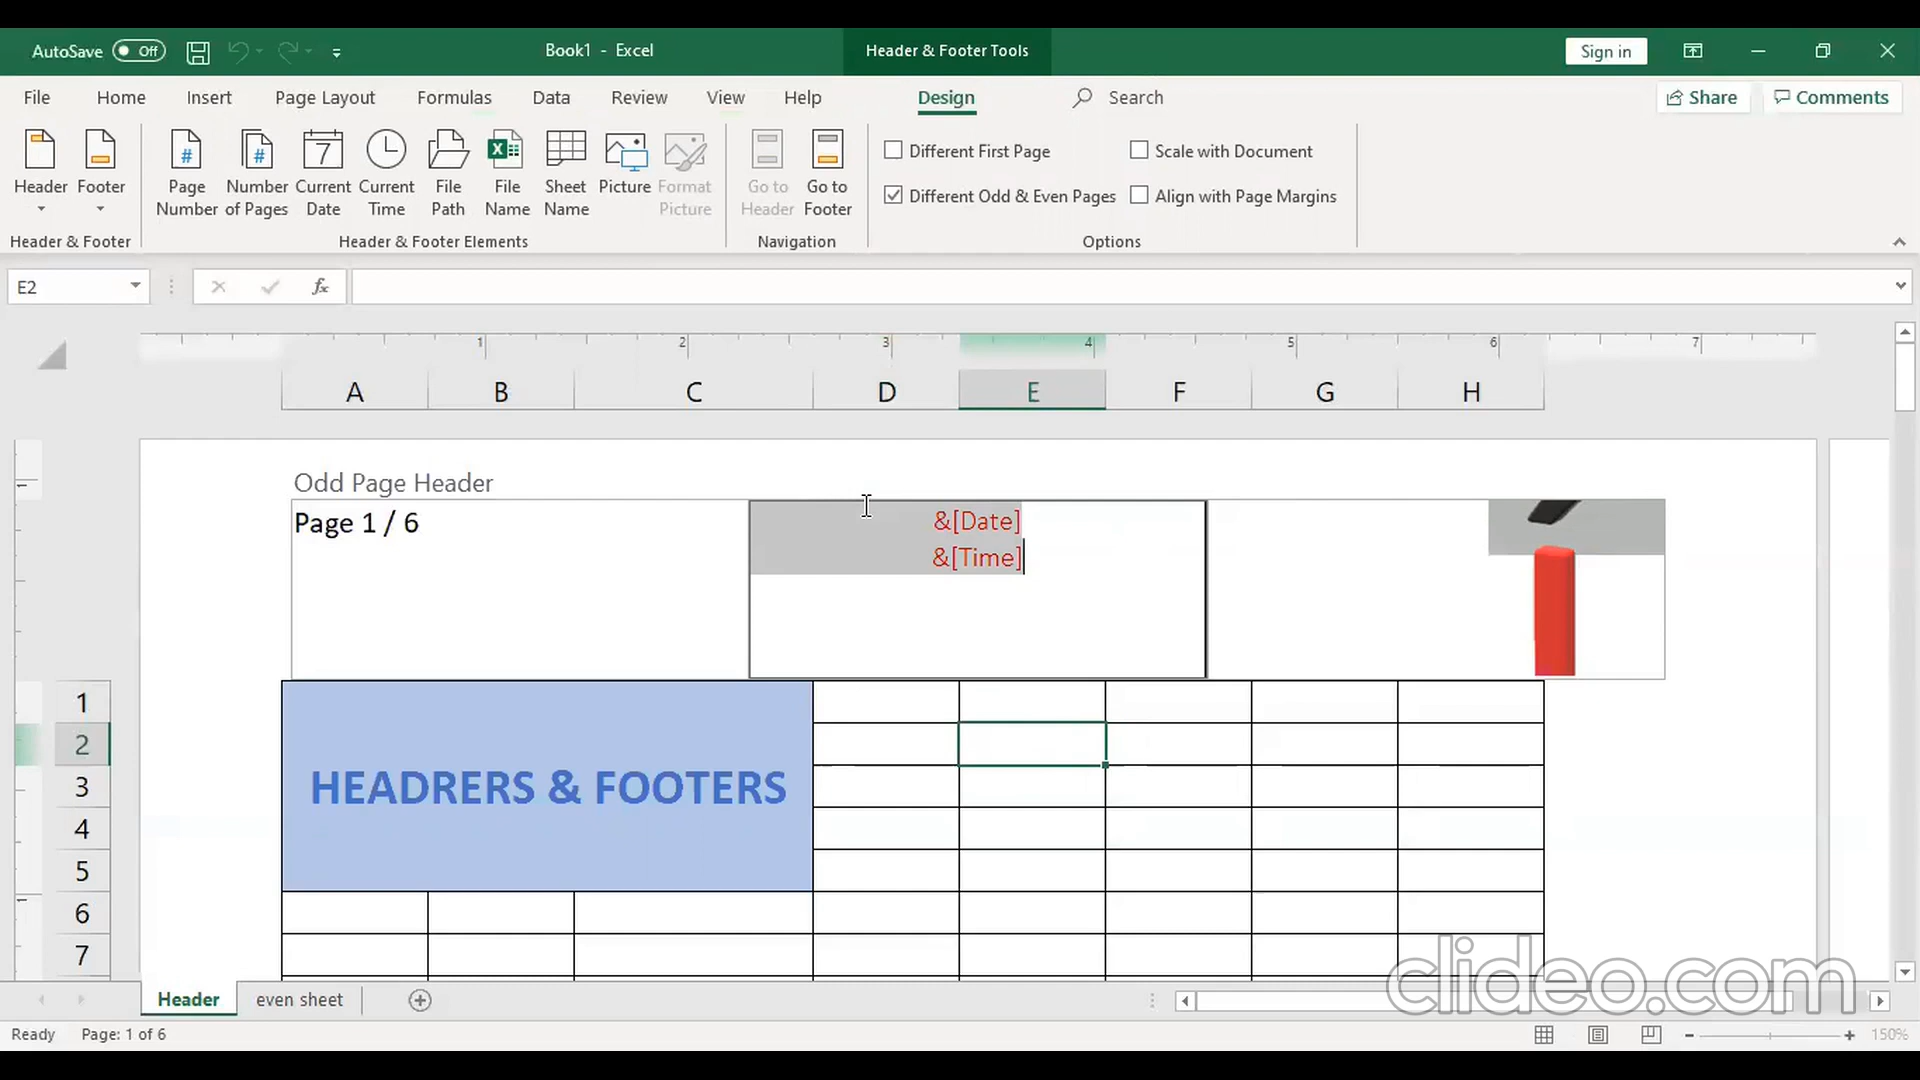 AutoSave Off Book1 - Excel Header & Footer Tools Sign in
File Home Insert Page Layout Formulas Data Review View Help Design Search Share Comments
Header Footer Page Number Number of Pages Current Date Current Time File Path File Name Sheet Name Picture Format Picture Go to Header Go to Footer
7
Different First Page Scale with Document
Different Odd & Even Pages Align with Page Margins
Header & Footer Header & Footer Elements Navigation Options
E2 fx
1 2 3 4 5 6 7
A B C D E F G H
Odd Page Header
Page 1 / 6 &[Date]
&[Time]
1
2
HEADRERS & FOOTERS
3
4
5
6
7
clideo.com
Header even sheet
Ready Page: 1 of 6 150%